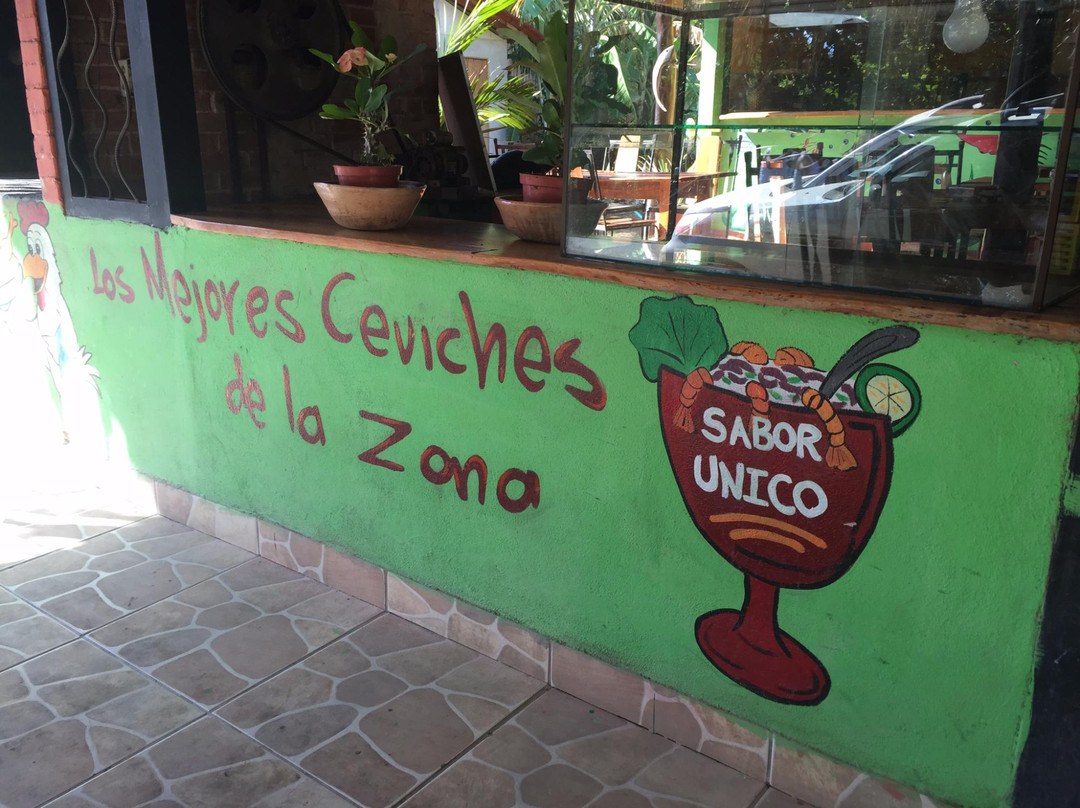 Los Mejores Ceviches
de la Zona
SABOR
UNICO